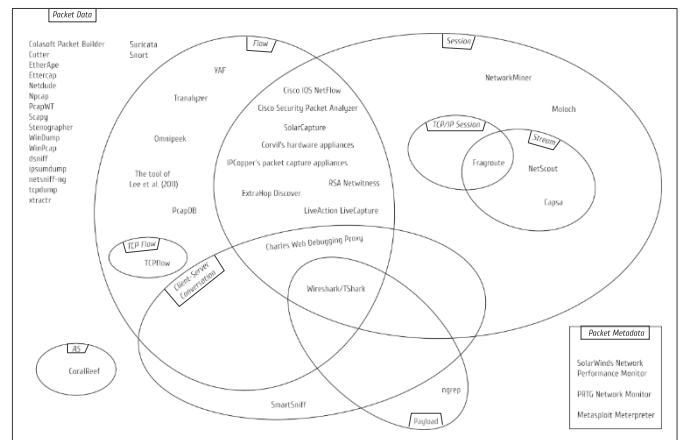 Packet Data
Colasoft Packet Builder
Cutter
EtherApe
Ettercap
Netdude
Npcap
PcapWT
Scapy
Stenographer
WinDump
WinPcap
dsniff
ipsumdump
netsniff-ng
tcpdump
xtractr
Suricata
Snort
Flow
YAF
Tranalyzer
Omnipeek
The tool of
Lee et al. (2011)
PcapDB
TCP Flow
TCPflow
Cisco IOS NetFlow
Cisco Security Packet Analyzer
SolarCapture
Corvil's hardware appliances
IPCopper's packet capture appliances
RSA Netwitness
ExtraHop Discover
LiveAction LiveCapture
Session
NetworkMiner
Moloch
TCP/IP Session
Stream
Fragroute
NetScout
Capsa
Client-Server
Conversation
Charles Web Debugging Proxy
Wireshark/TShark
SmartSniff
ngrep
Payload
AS
CoralReef
Packet Metadata
SolarWinds Network
Performance Monitor
PRTG Network Monitor
Metasploit Meterpreter